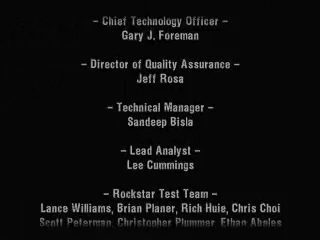 – Chief Technology Officer –
Gary J. Foreman
– Director of Quality Assurance –
Jeff Rosa
– Technical Manager –
Sandeep Bisla
– Lead Analyst –
Lee Cummings
– Rockstar Test Team –
Lance Williams, Brian Planer, Rich Huie, Chris Choi
Scott Peterman, Christopher Plummer, Ethan Abeles